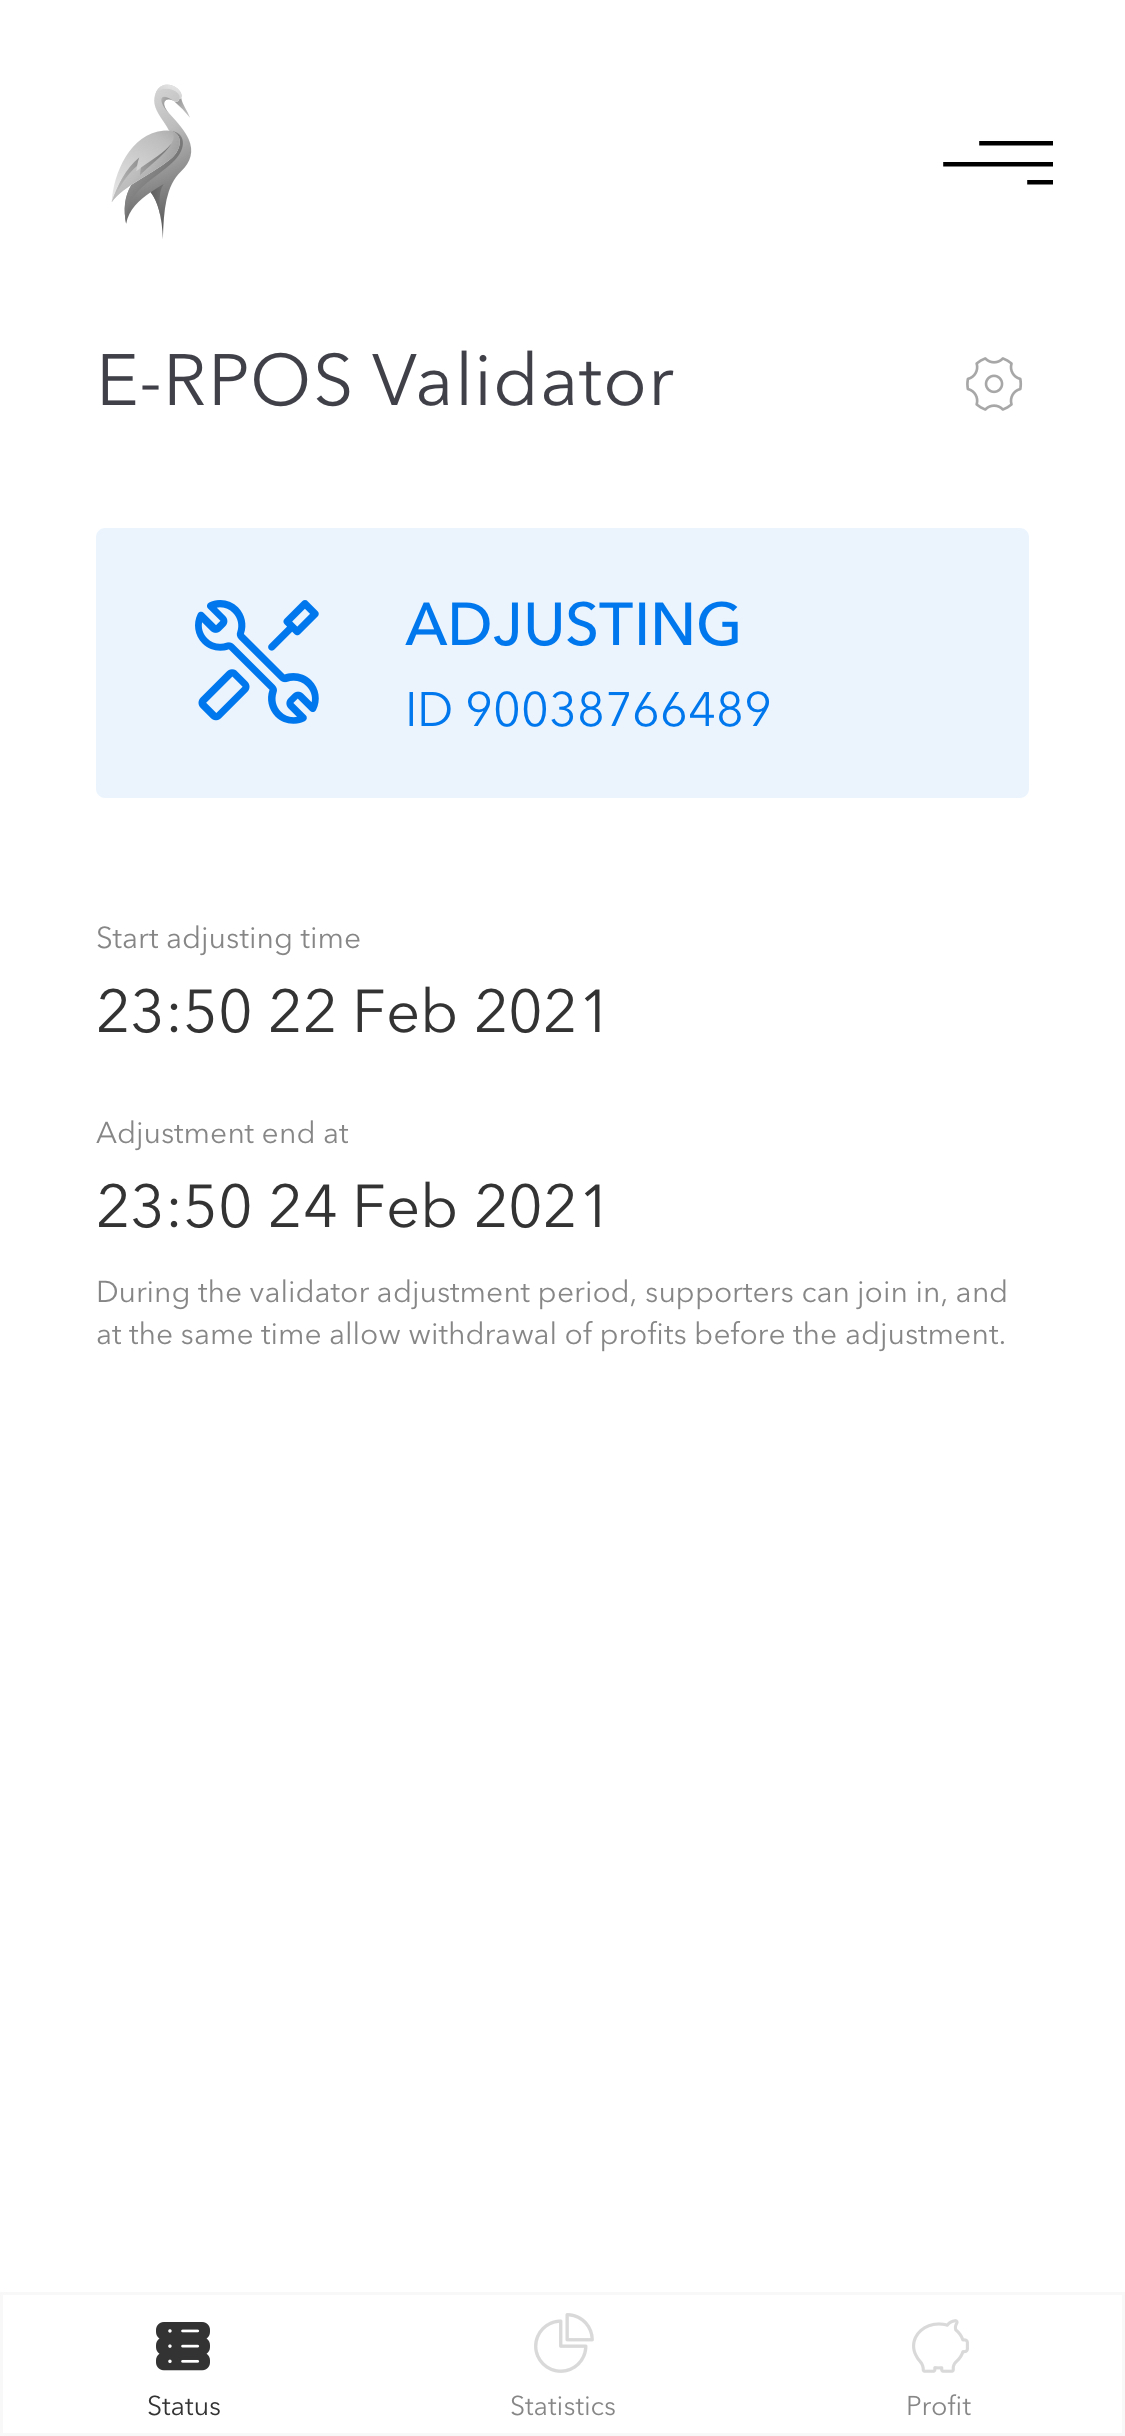 E-RPOS Validator
ADJUSTING
ID 90038766489
Start adjusting time
23:50 22 Feb 2021
Adjustment end at
23:50 24 Feb 2021
During the validator adjustment period, supporters can join in, and
at the same time allow withdrawal of profits before the adjustment.
Status
Statistics
Profit